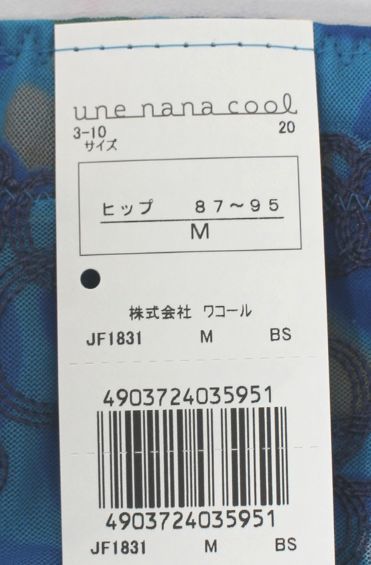 une nana cool
3-10 20
サイズ
ヒップ 87～95
M
株式会社 ワコール
JF1831 M BS
4903724035951
4903724035951
JF1831 M BS